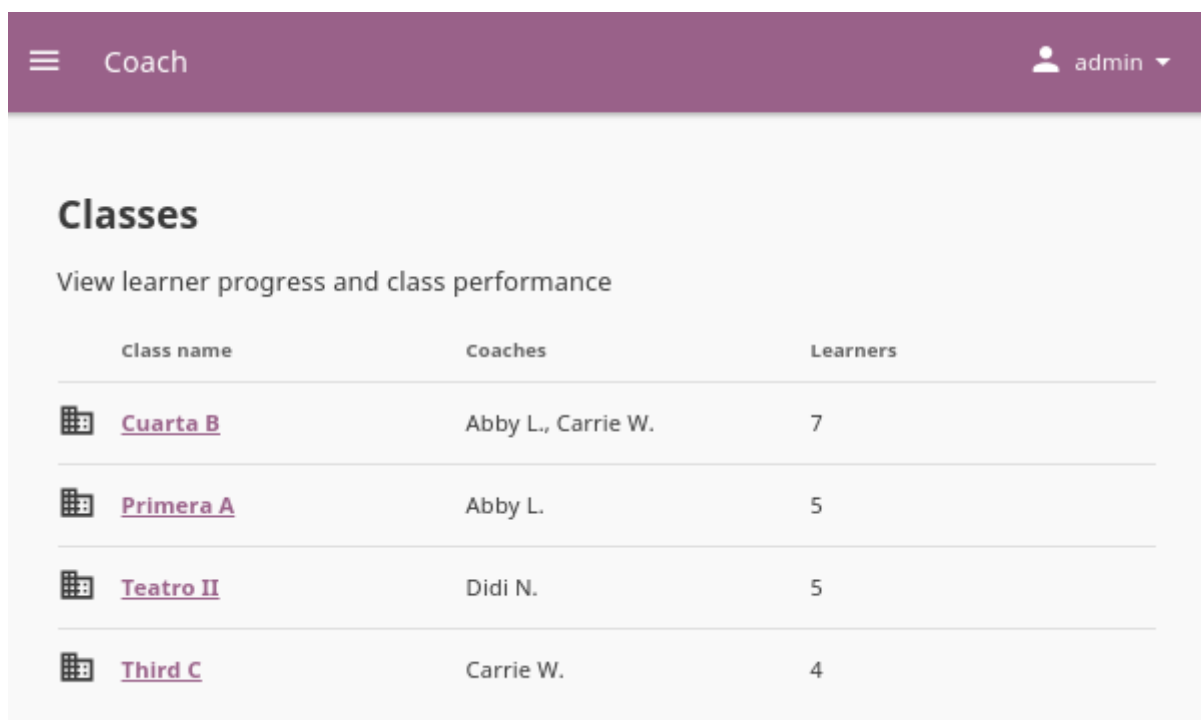 Coach admin
Classes
View learner progress and class performance
Class name Coaches Learners
Cuarta B Abby L., Carrie W. 7
Primera A Abby L. 5
Teatro II Didi N. 5
Third C Carrie W. 4